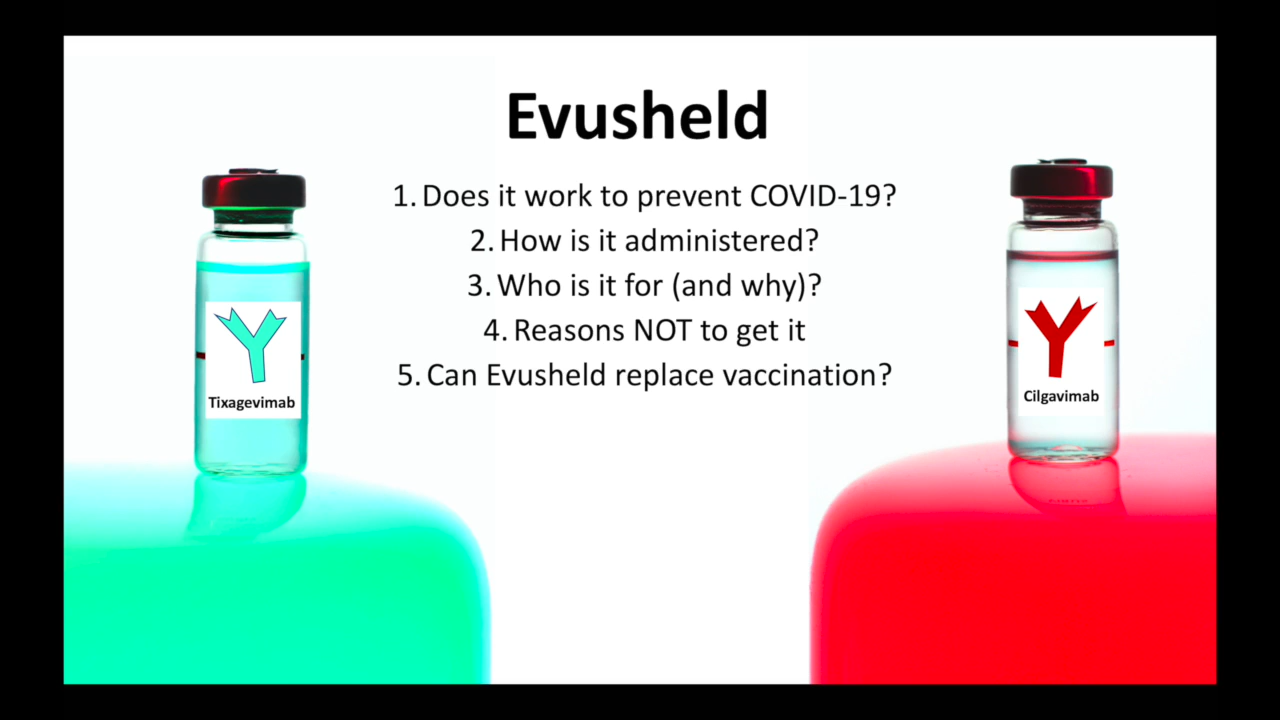 Evusheld
1. Does it work to prevent COVID-19?
2. How is it administered?
3. Who is it for (and why)?
4. Reasons NOT to get it
5. Can Evusheld replace vaccination?
Tixagevimab
Cilgavimab